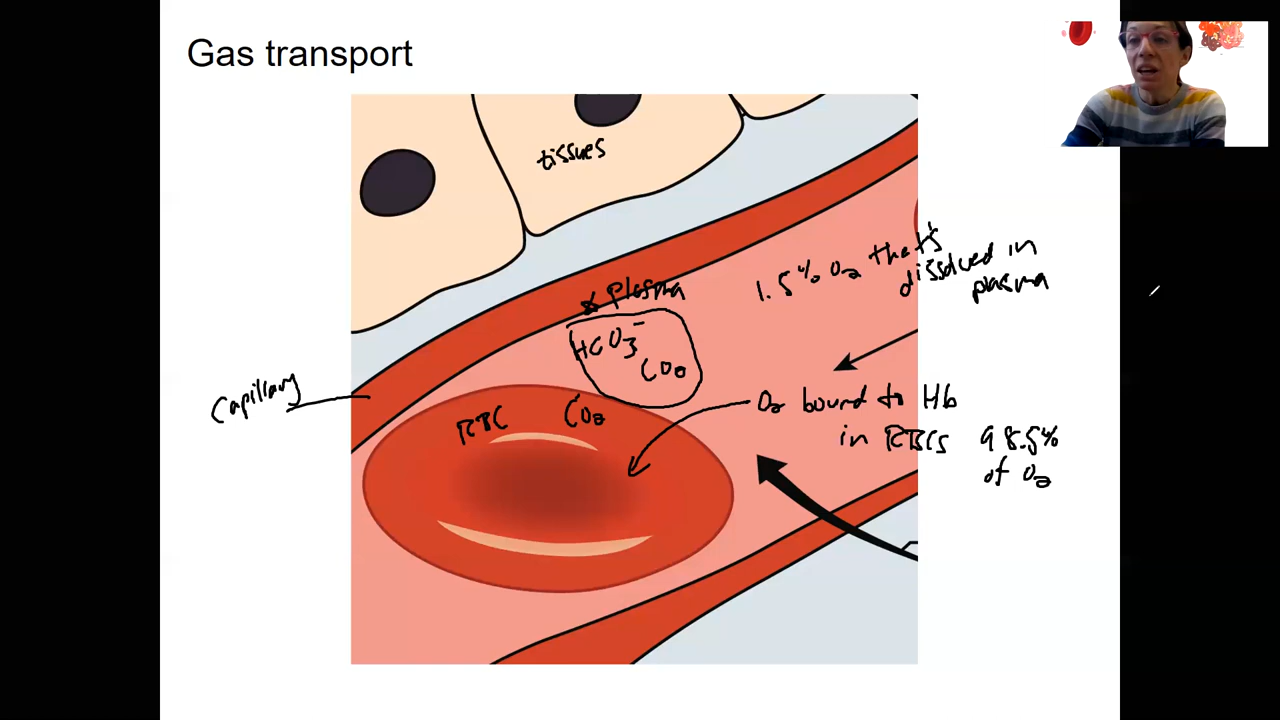 Gas transport
tissues
1.5% O2 that's
dissolved in
plasma
* plasma
HCO3-
CO2
Capillary
RBC
CO2
O2 bound to Hb
in RBCs 98.5%
of O2